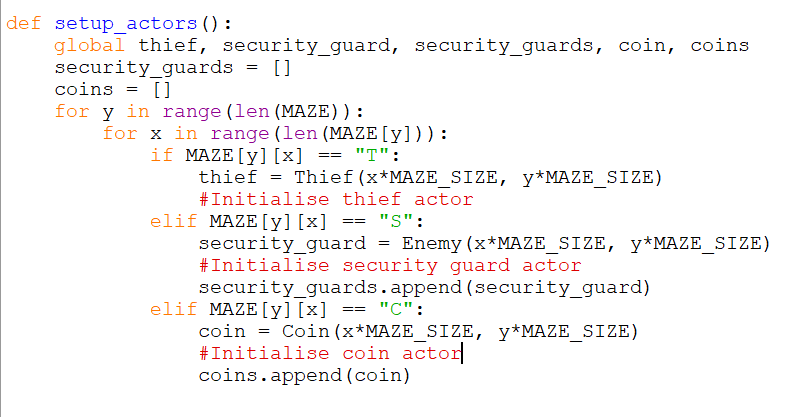 def setup_actors():
    global thief, security_guard, security_guards, coin, coins
    security_guards = []
    coins = []
    for y in range(len(MAZE)):
        for x in range(len(MAZE[y])):
            if MAZE[y][x] == "T":
                thief = Thief(x*MAZE_SIZE, y*MAZE_SIZE)
                #Initialise thief actor
            elif MAZE[y][x] == "S":
                security_guard = Enemy(x*MAZE_SIZE, y*MAZE_SIZE)
                #Initialise security guard actor
                security_guards.append(security_guard)
            elif MAZE[y][x] == "C":
                coin = Coin(x*MAZE_SIZE, y*MAZE_SIZE)
                #Initialise coin actor
                coins.append(coin)